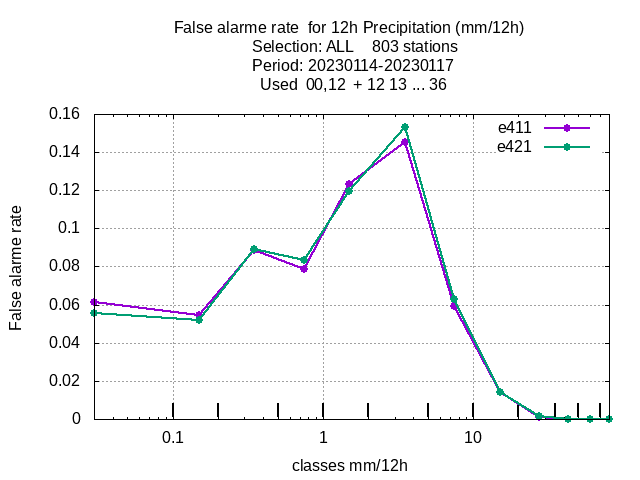 False alarme rate  for 12h Precipitation (mm/12h)
Selection: ALL    803 stations
Period: 20230114-20230117
Used  00,12  + 12 13 ... 36
e411
e421
0.16
0.14
0.12
0.1
0.08
0.06
0.04
0.02
0
False alarme rate
0.1
1
10
classes mm/12h